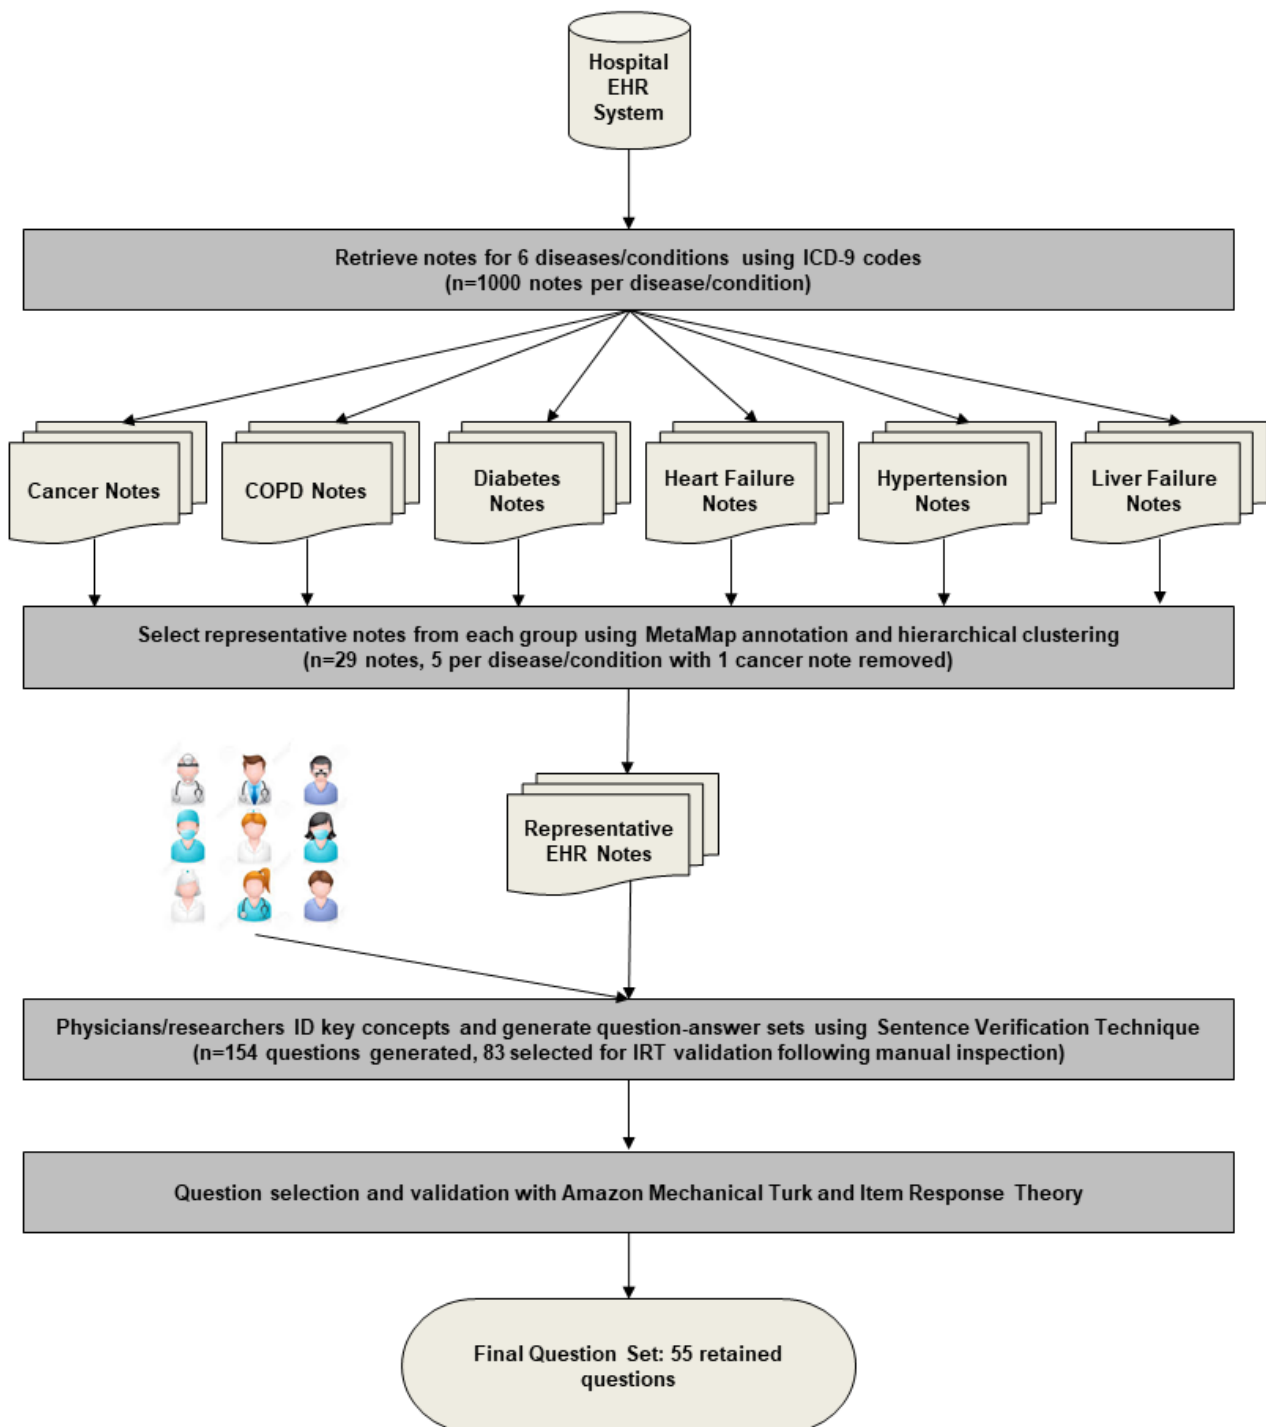 Hospital
EHR
System
Retrieve notes for 6 diseases/conditions using ICD-9 codes
(n=1000 notes per disease/condition)
Cancer Notes
COPD Notes
Diabetes
Notes
Heart Failure
Notes
Hypertension
Notes
Liver Failure
Notes
Select representative notes from each group using MetaMap annotation and hierarchical clustering
(n=29 notes, 5 per disease/condition with 1 cancer note removed)
Representative
EHR Notes
Physicians/researchers ID key concepts and generate question-answer sets using Sentence Verification Technique
(n=154 questions generated, 83 selected for IRT validation following manual inspection)
Question selection and validation with Amazon Mechanical Turk and Item Response Theory
Final Question Set: 55 retained
questions